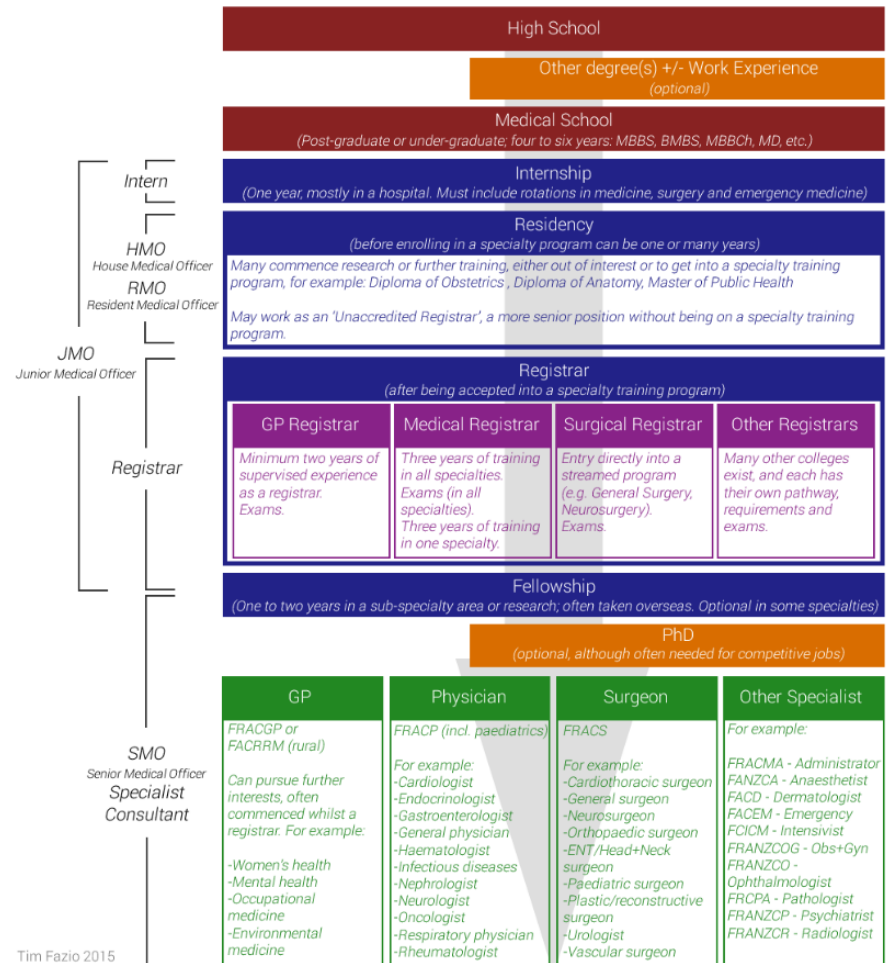 High School
Other degree(s) +/- Work Experience
(optional)
Medical School
(Post-graduate or under-graduate; four to six years: MBBS, BMBS, MBBCh, MD, etc.)
Intern
Internship
(One year, mostly in a hospital. Must include rotations in medicine, surgery and emergency medicine)
HMO
House Medical Officer
RMO
Resident Medical Officer
Residency
(before enrolling in a specialty program can be one or many years)
Many commence research or further training, either out of interest or to get into a specialty training
program, for example: Diploma of Obstetrics , Diploma of Anatomy, Master of Public Health
May work as an 'Unaccredited Registrar', a more senior position without being on a specialty training
program.
JMO
Junior Medical Officer
Registrar
Registrar
(after being accepted into a specialty training program)
GP Registrar
Minimum two years of
supervised experience
as a registrar.
Exams.
Medical Registrar
Three years of training
in all specialties.
Exams (in all
specialties).
Three years of training
in one specialty.
Surgical Registrar
Entry directly into a
streamed program
(e.g. General Surgery,
Neurosurgery).
Exams.
Other Registrars
Many other colleges
exist, and each has
their own pathway,
requirements and
exams.
Fellowship
(One to two years in a sub-specialty area or research; often taken overseas. Optional in some specialties)
PhD
(optional, although often needed for competitive jobs)
SMO
Senior Medical Officer
Specialist
Consultant
GP
FRACGP or
FACRRM (rural)
Can pursue further
interests, often
commenced whilst a
registrar. For example:
-Women's health
-Mental health
-Occupational
medicine
-Environmental
medicine
Physician
FRACP (incl. paediatrics)
For example:
-Cardiologist
-Endocrinologist
-Gastroenterologist
-General physician
-Haematologist
-Infectious diseases
-Nephrologist
-Neurologist
-Oncologist
-Respiratory physician
-Rheumatologist
Surgeon
FRACS
For example:
-Cardiothoracic surgeon
-General surgeon
-Neurosurgeon
-Orthopaedic surgeon
-ENT/Head+Neck
surgeon
-Paediatric surgeon
-Plastic/reconstructive
surgeon
-Urologist
-Vascular surgeon
Other Specialist
For example:
FRACMA - Administrator
FANZCA - Anaesthetist
FACD - Dermatologist
FACEM - Emergency
FCICM - Intensivist
FRANZCOG - Obs+Gyn
FRANZCO -
Ophthalmologist
FRCPA - Pathologist
FRANZCP - Psychiatrist
FRANZCR - Radiologist
Tim Fazio 2015